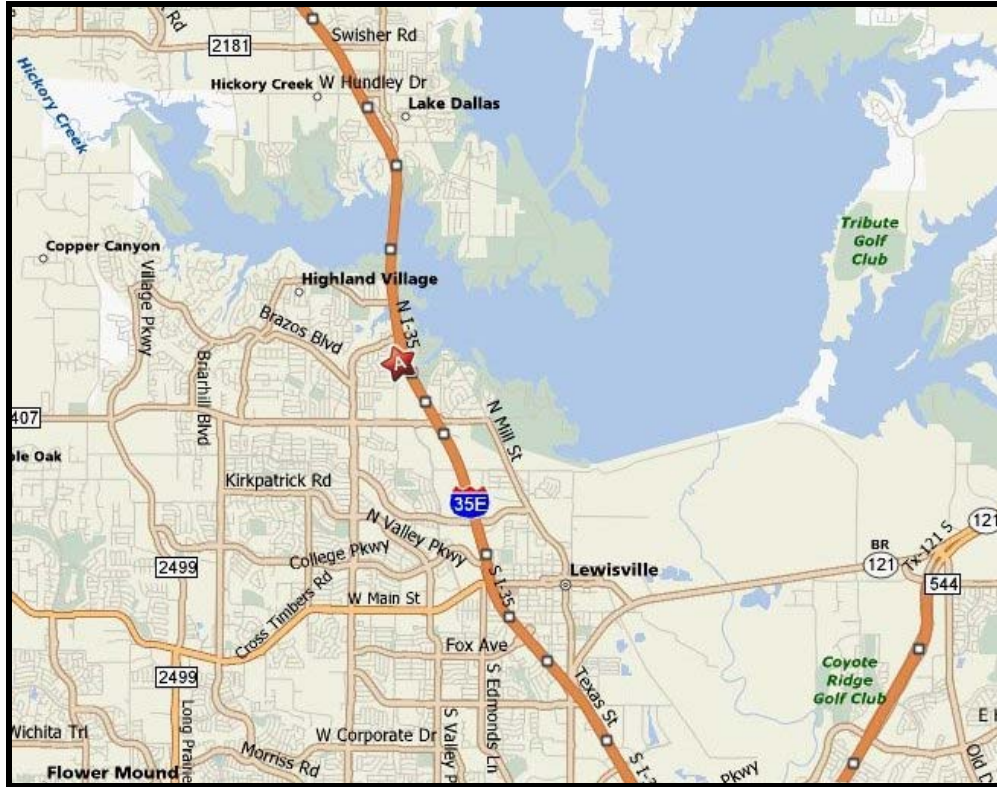 Rd
Swisher Rd
2181
Hickory Creek
W Hundley Dr
Lake Dallas
Hickory Creek
Tribute
Golf
Club
Copper Canyon
Highland Village
Village Pkwy
N I-35
Brazos Blvd
Briarhill Blvd
A
407
N Mill St
ple Oak
Kirkpatrick Rd
35E
N Valley Pkwy
121
BR
121
Tx-121 S
College Pkwy
2499
S I-35
Lewisville
544
W Main St
Cross Timbers Rd
Fox Ave
2499
Coyote
Ridge
Golf Club
Texas St
S Edmonds Ln
S Valley P
Long Prairie
Wichita Trl
W Corporate Dr
E
Old D
Morriss Rd
Flower Mound
S I-3
Pkwy